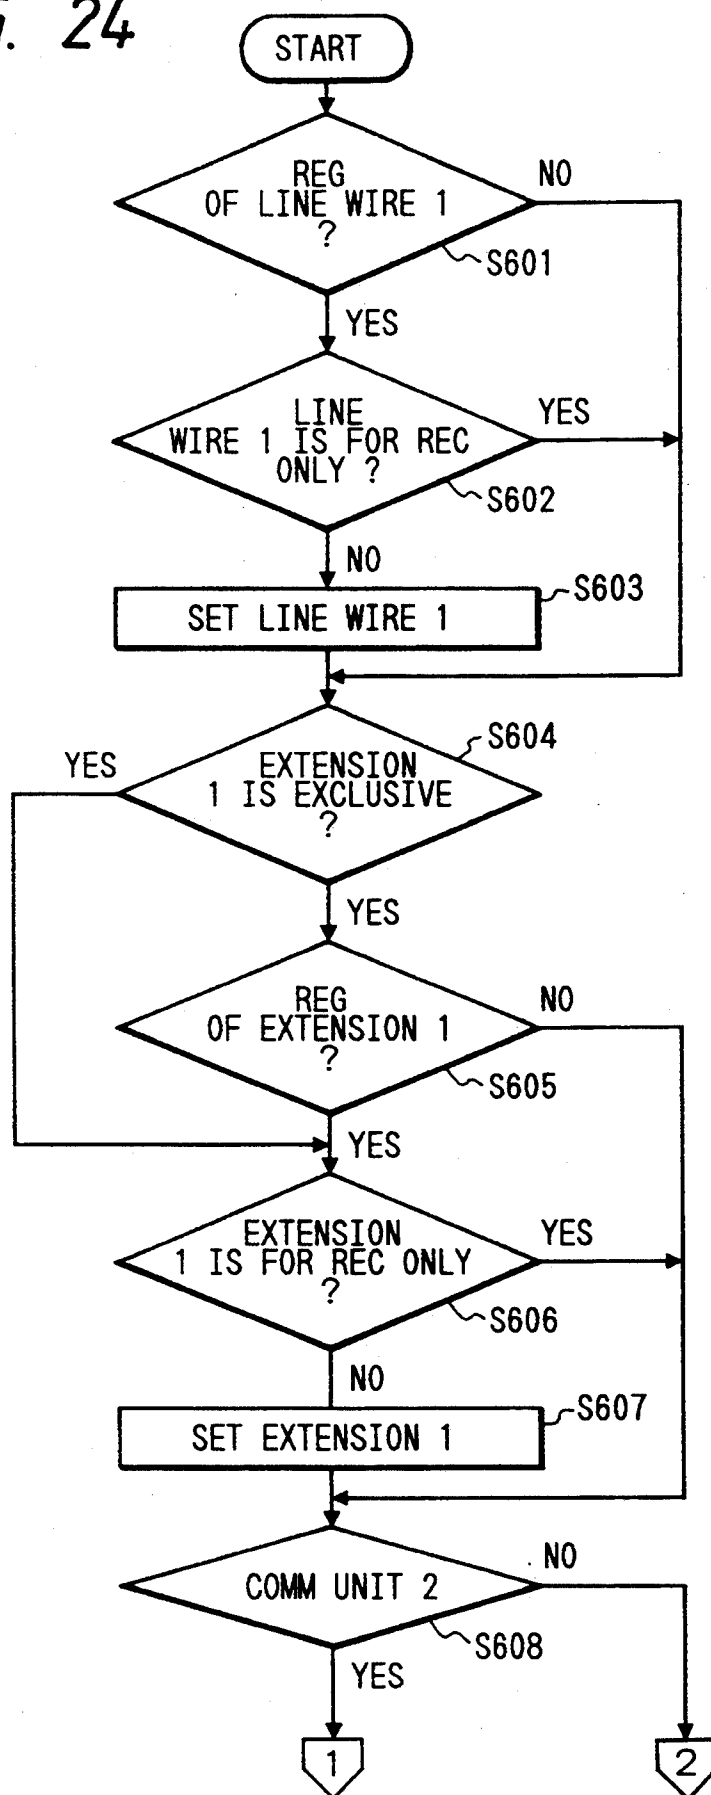 . 24
START
REG
OF LINE WIRE 1
?
NO
S601
YES
LINE
WIRE 1 IS FOR REC
ONLY ?
YES
S602
NO
SET LINE WIRE 1
S603
S604
YES
EXTENSION
1 IS EXCLUSIVE
?
YES
REG
OF EXTENSION 1
?
NO
S605
YES
EXTENSION
1 IS FOR REC ONLY
?
YES
S606
NO
SET EXTENSION 1
S607
COMM UNIT 2
NO
S608
YES
1
2